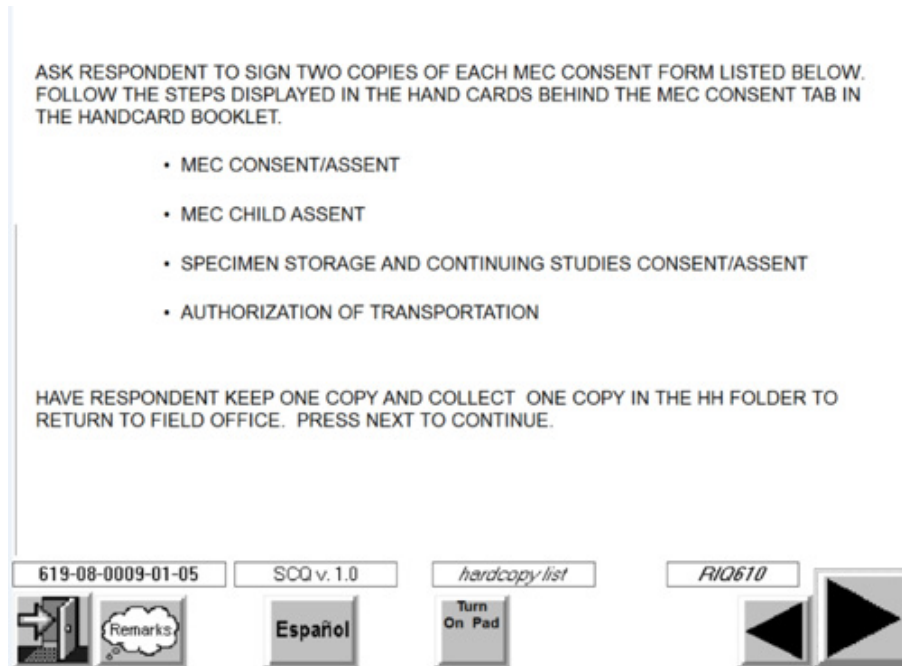 ASK RESPONDENT TO SIGN TWO COPIES OF EACH MEC CONSENT FORM LISTED BELOW.
FOLLOW THE STEPS DISPLAYED IN THE HAND CARDS BEHIND THE MEC CONSENT TAB IN
THE HANDCARD BOOKLET.
• MEC CONSENT/ASSENT
• MEC CHILD ASSENT
• SPECIMEN STORAGE AND CONTINUING STUDIES CONSENT/ASSENT
• AUTHORIZATION OF TRANSPORTATION
HAVE RESPONDENT KEEP ONE COPY AND COLLECT ONE COPY IN THE HH FOLDER TO
RETURN TO FIELD OFFICE. PRESS NEXT TO CONTINUE.
619-08-0009-01-05 SCQ v. 1.0 hardcopy list RIQ610
Remarks Español Turn
On Pad